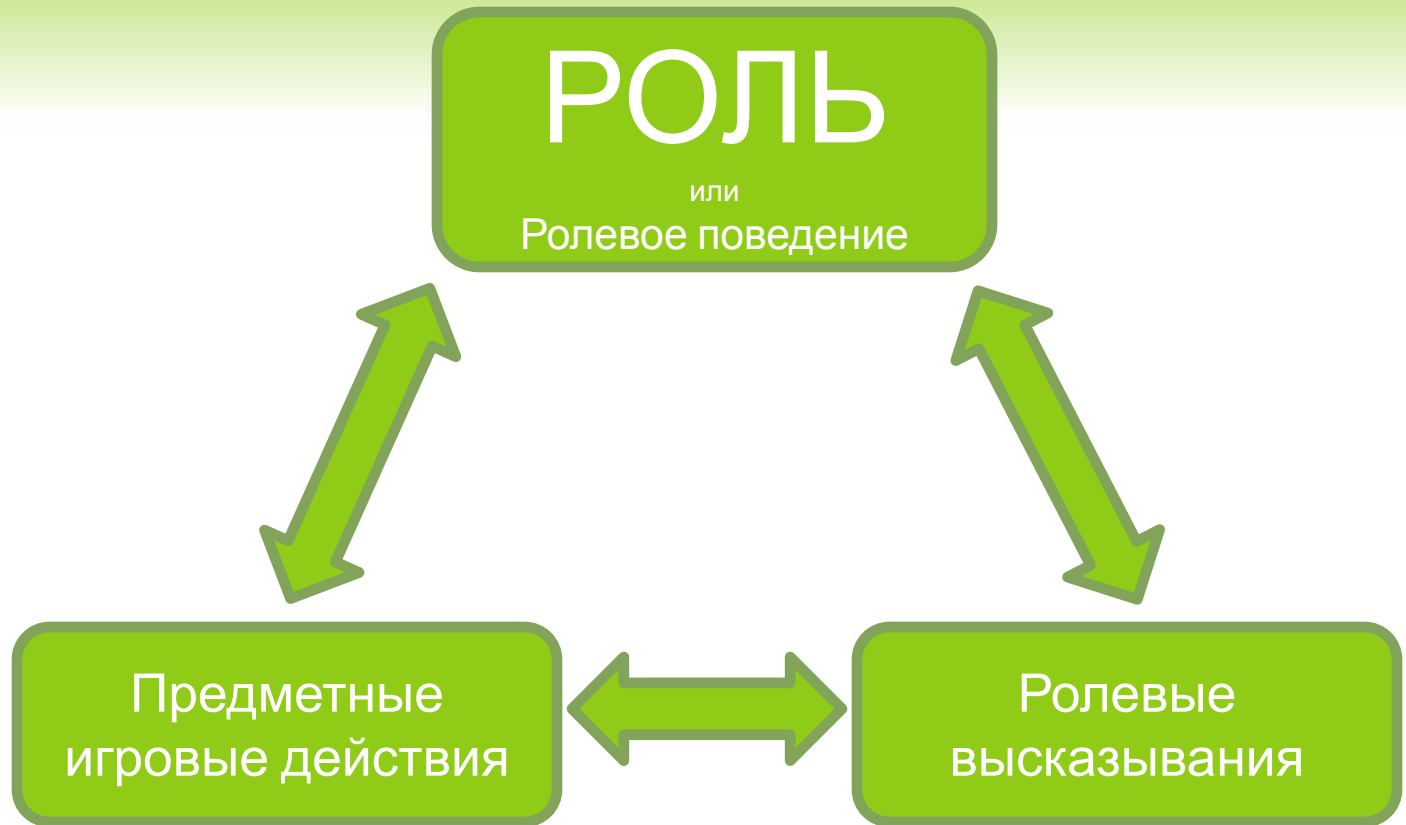 РОЛЬ
или
Ролевое поведение
Предметные
игровые действия
Ролевые
высказывания